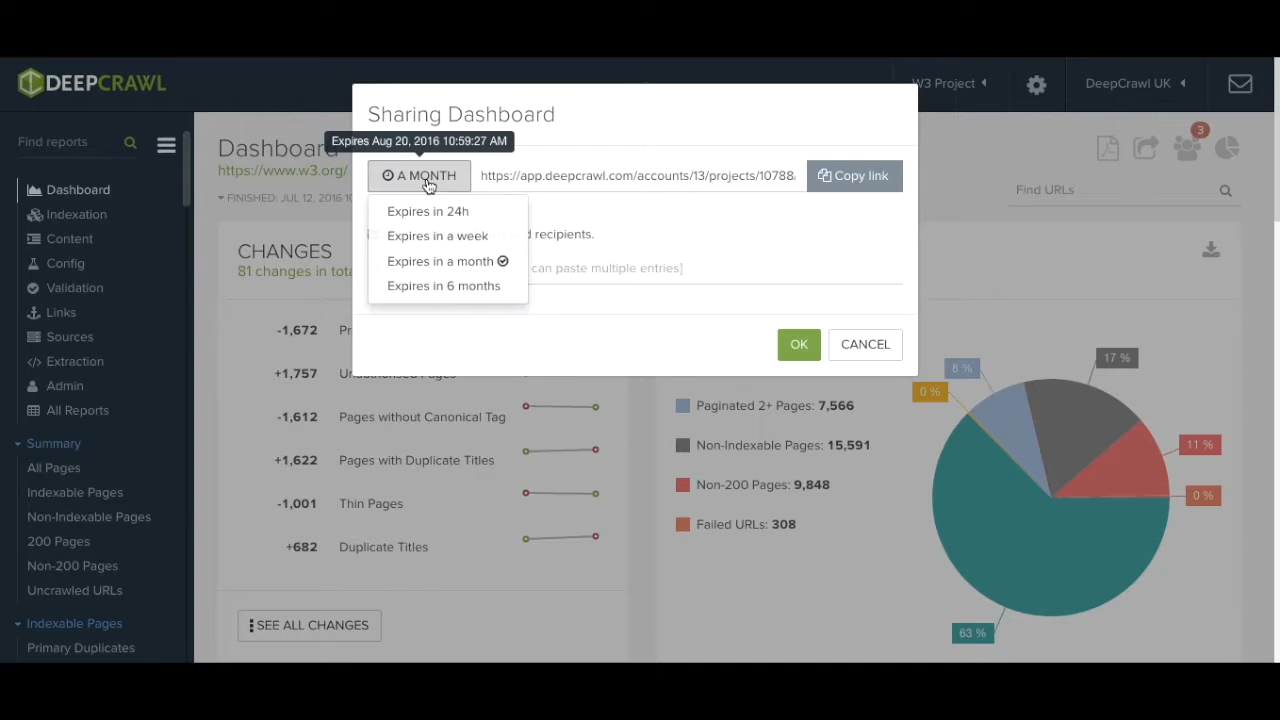 DEEPCRAWL
W3 Project
DeepCrawl UK
Find reports
Dashboard
Indexation
Content
Config
Validation
Links
Sources
Extraction
Admin
All Reports
Summary
All Pages
Indexable Pages
Non-Indexable Pages
200 Pages
Non-200 Pages
Uncrawled URLs
Indexable Pages
Primary Duplicates
Sharing Dashboard
Expires Aug 20, 2016 10:59:27 AM
A MONTH
https://app.deepcrawl.com/accounts/13/projects/10788
Copy link
Expires in 24h
Expires in a week
Expires in a month
Expires in 6 months
recipients.
can paste multiple entries]
OK
CANCEL
Dashboard
https://www.w3.org/
FINISHED: JUL 12, 2016
3
Find URLs
CHANGES
81 changes in
-1,672
+1,757
-1,612 Pages without Canonical Tag
+1,622 Pages with Duplicate Titles
-1,001 Thin Pages
+682 Duplicate Titles
SEE ALL CHANGES
Paginated 2+ Pages: 7,566
Non-Indexable Pages: 15,591
Non-200 Pages: 9,848
Failed URLs: 308
17 %
8 %
0 %
11 %
0 %
63 %